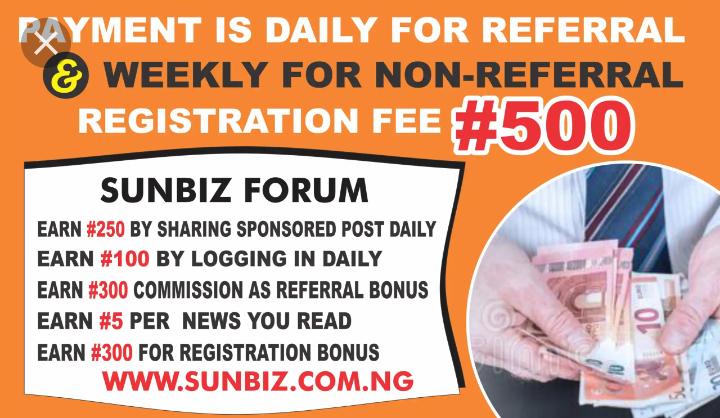 PAYMENT IS DAILY FOR REFERRAL
& WEEKLY FOR NON-REFERRAL
REGISTRATION FEE #500
SUNBIZ FORUM
EARN #250 BY SHARING SPONSORED POST DAILY
EARN #100 BY LOGGING IN DAILY
EARN #300 COMMISSION AS REFERRAL BONUS
EARN #5 PER NEWS YOU READ
EARN #300 FOR REGISTRATION BONUS
WWW.SUNBIZ.COM.NG
10